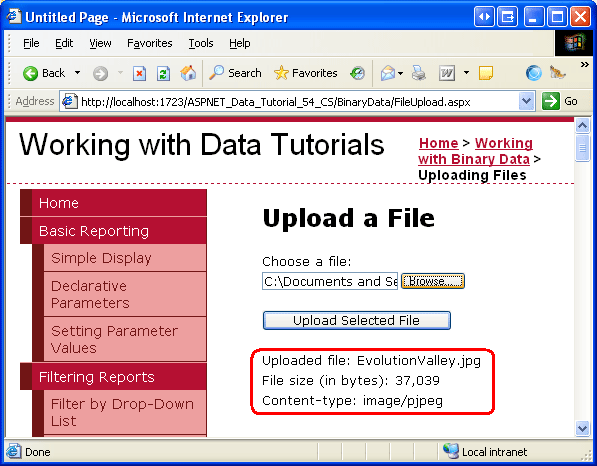 Untitled Page - Microsoft Internet Explorer
File Edit View Favorites Tools Help
Back Search Favorites
Address http://localhost:1723/ASPNET_Data_Tutorial_54_CS/BinaryData/FileUpload.aspx Go
Working with Data Tutorials
Home > Working
with Binary Data >
Uploading Files
Home
Basic Reporting
Simple Display
Declarative
Parameters
Setting Parameter
Values
Filtering Reports
Filter by Drop-Down
List
Upload a File
Choose a file:
C:\Documents and Se Browse...
Upload Selected File
Uploaded file: EvolutionValley.jpg
File size (in bytes): 37,039
Content-type: image/pjpeg
Done Local intranet